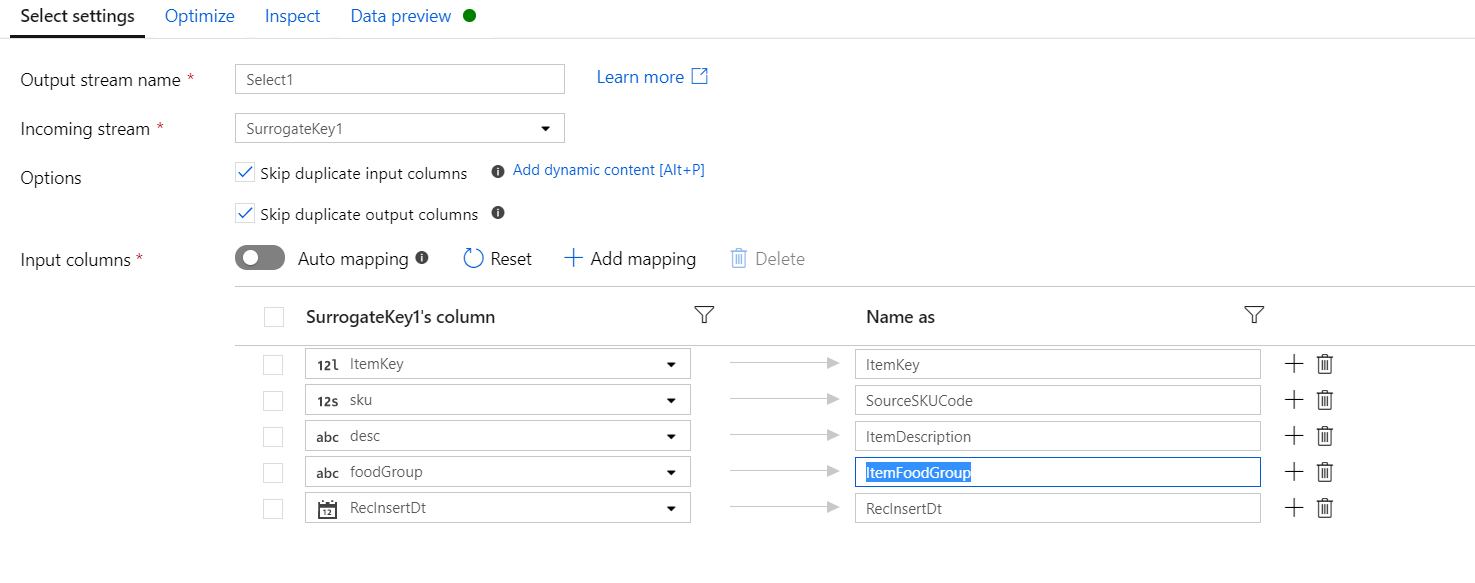 Select settings Optimize Inspect Data preview
Output stream name * Select1 Learn more
Incoming stream * SurrogateKey1
Options Skip duplicate input columns Add dynamic content [Alt+P]
Skip duplicate output columns
Input columns * Auto mapping Reset Add mapping Delete
SurrogateKey1's column Name as
12l ItemKey ItemKey
12s sku SourceSKUCode
abc desc ItemDescription
abc foodGroup ItemFoodGroup
12 RecInsertDt RecInsertDt